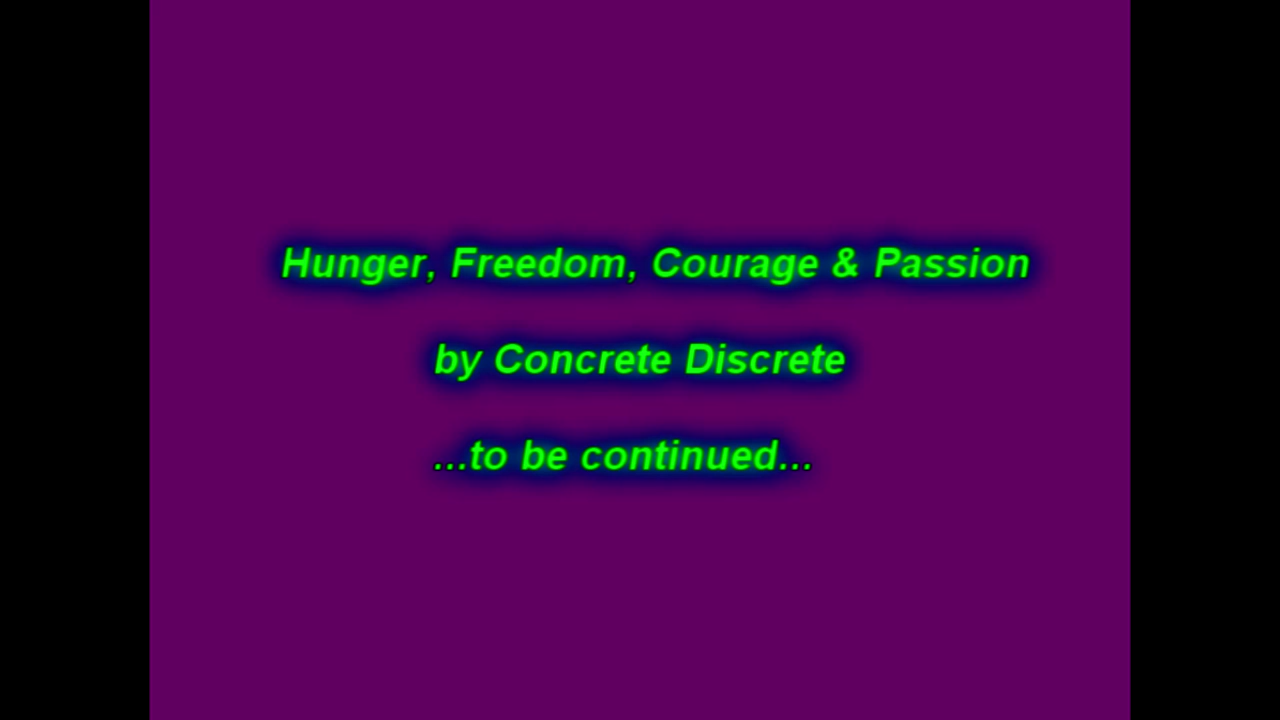 Hunger, Freedom, Courage & Passion
by Concrete Discrete
...to be continued...